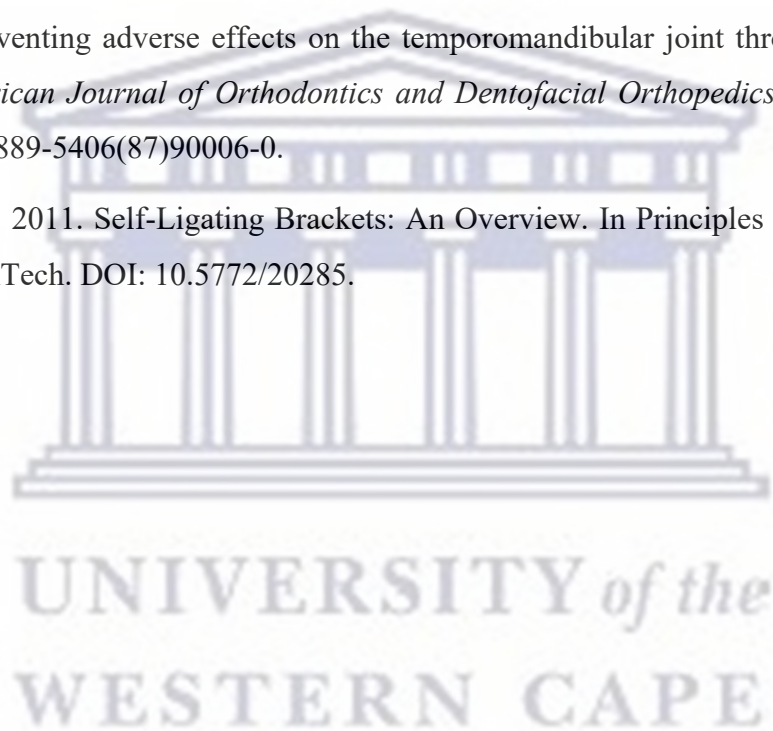 venting adverse effects on the temporomandibular joint thr
ican Journal of Orthodontics and Dentofacial Orthopedics
889-5406(87)90006-0.
2011. Self-Ligating Brackets: An Overview. In Principles
Tech. DOI: 10.5772/20285.
UNIVERSITY of the
WESTERN CAPE